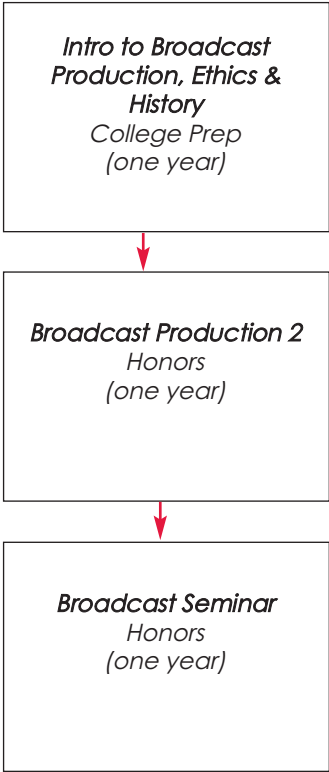 Intro to Broadcast
Production, Ethics &
History
College Prep
(one year)
Broadcast Production 2
Honors
(one year)
Broadcast Seminar
Honors
(one year)